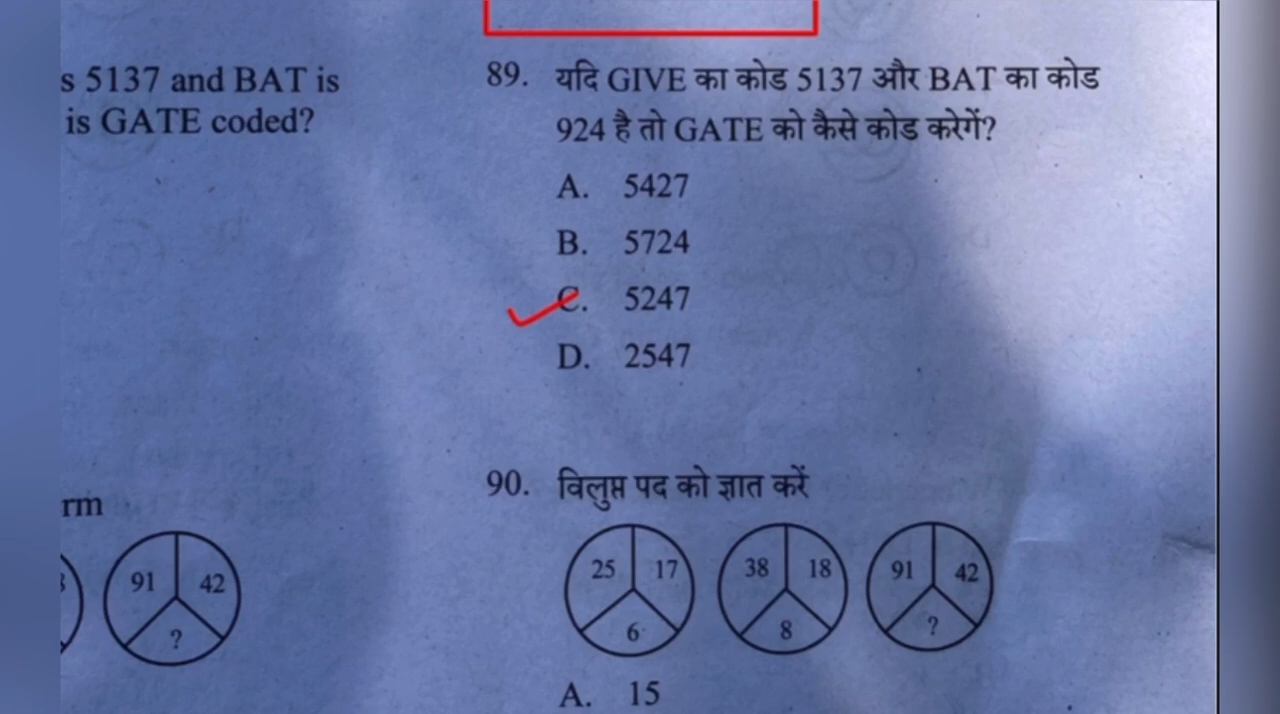 s 5137 and BAT is
is GATE coded?
rm
91 42
?
89. यदि GIVE का कोड 5137 और BAT का कोड
924 है तो GATE को कैसे कोड करेगें?
A. 5427
B. 5724
C. 5247
D. 2547
90. विलुप्त पद को ज्ञात करें
25 17 38 18 91 42
6 8 ?
A. 15